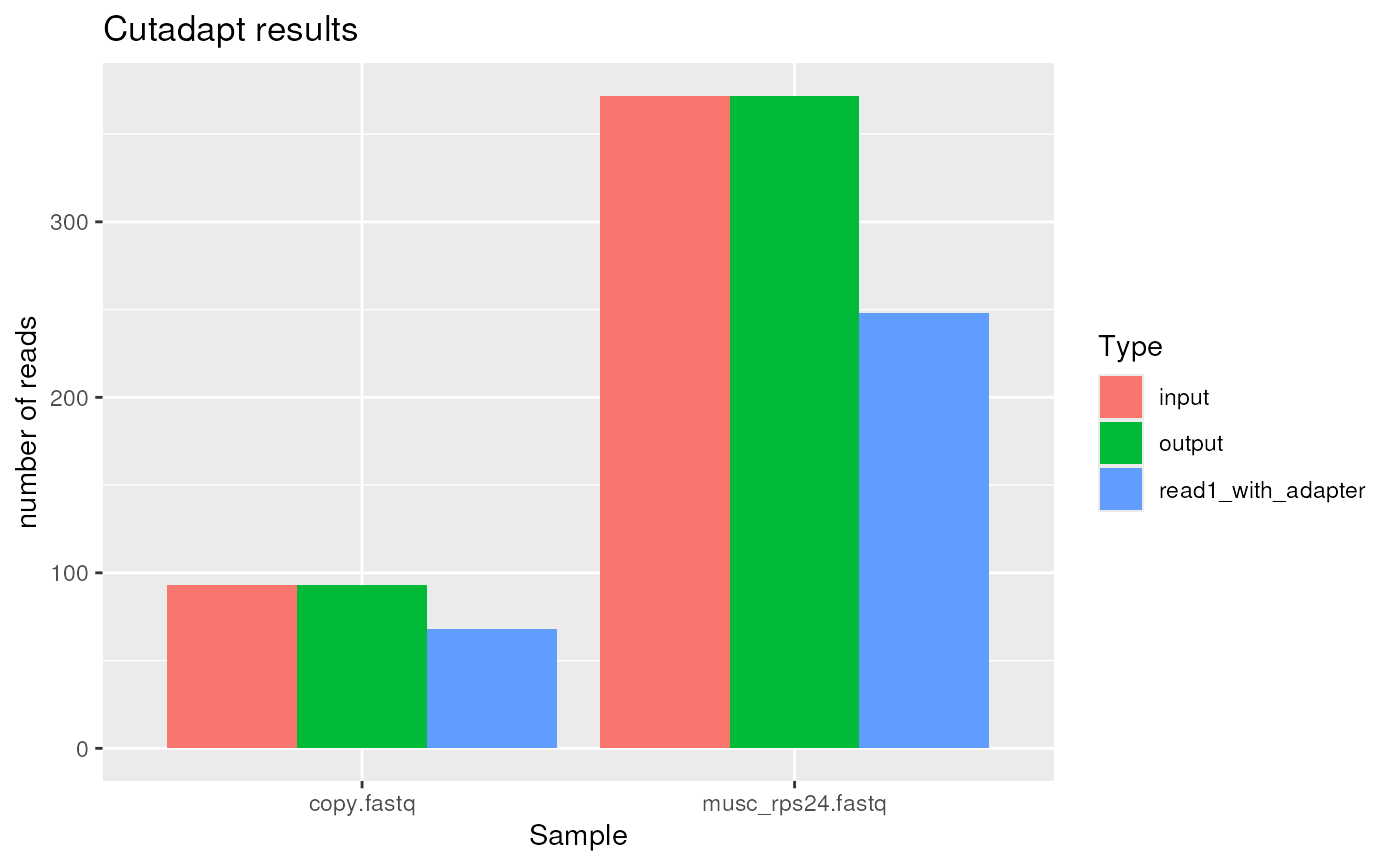 Cutadapt results
number of reads
300
200
100
0
copy.fastq
musc_rps24.fastq
Sample
Type
input
output
read1_with_adapter